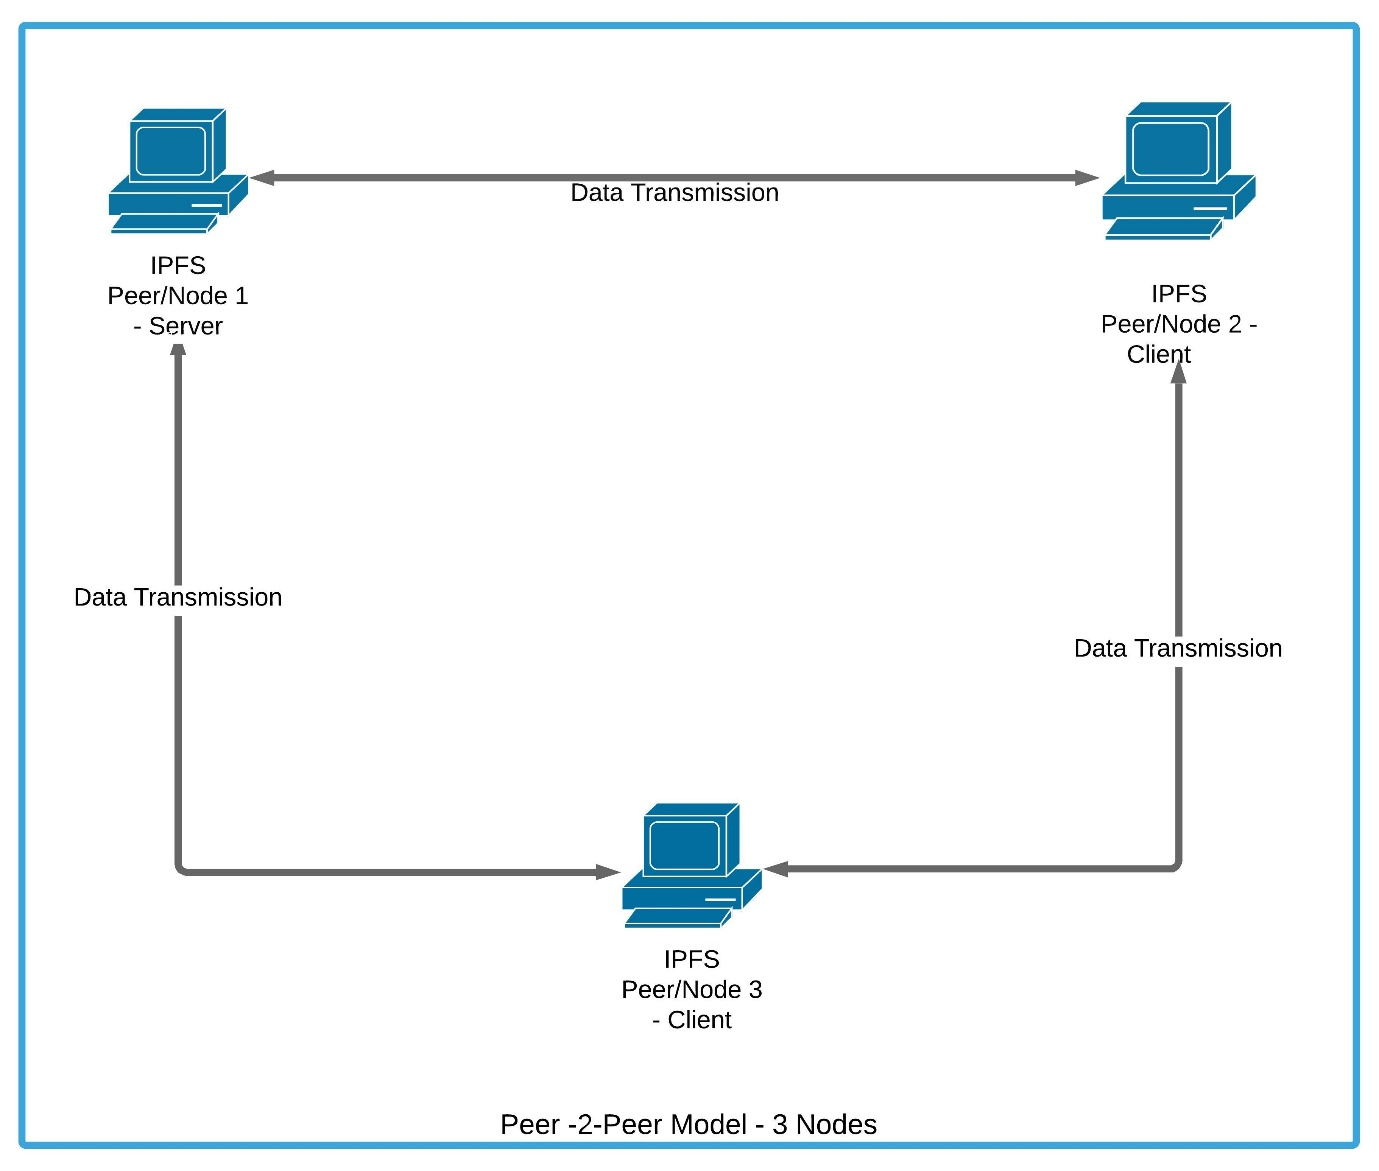 Data Transmission
IPFS
Peer/Node 1
- Server
IPFS
Peer/Node 2 -
Client
Data Transmission
Data Transmission
IPFS
Peer/Node 3
- Client
Peer -2-Peer Model - 3 Nodes